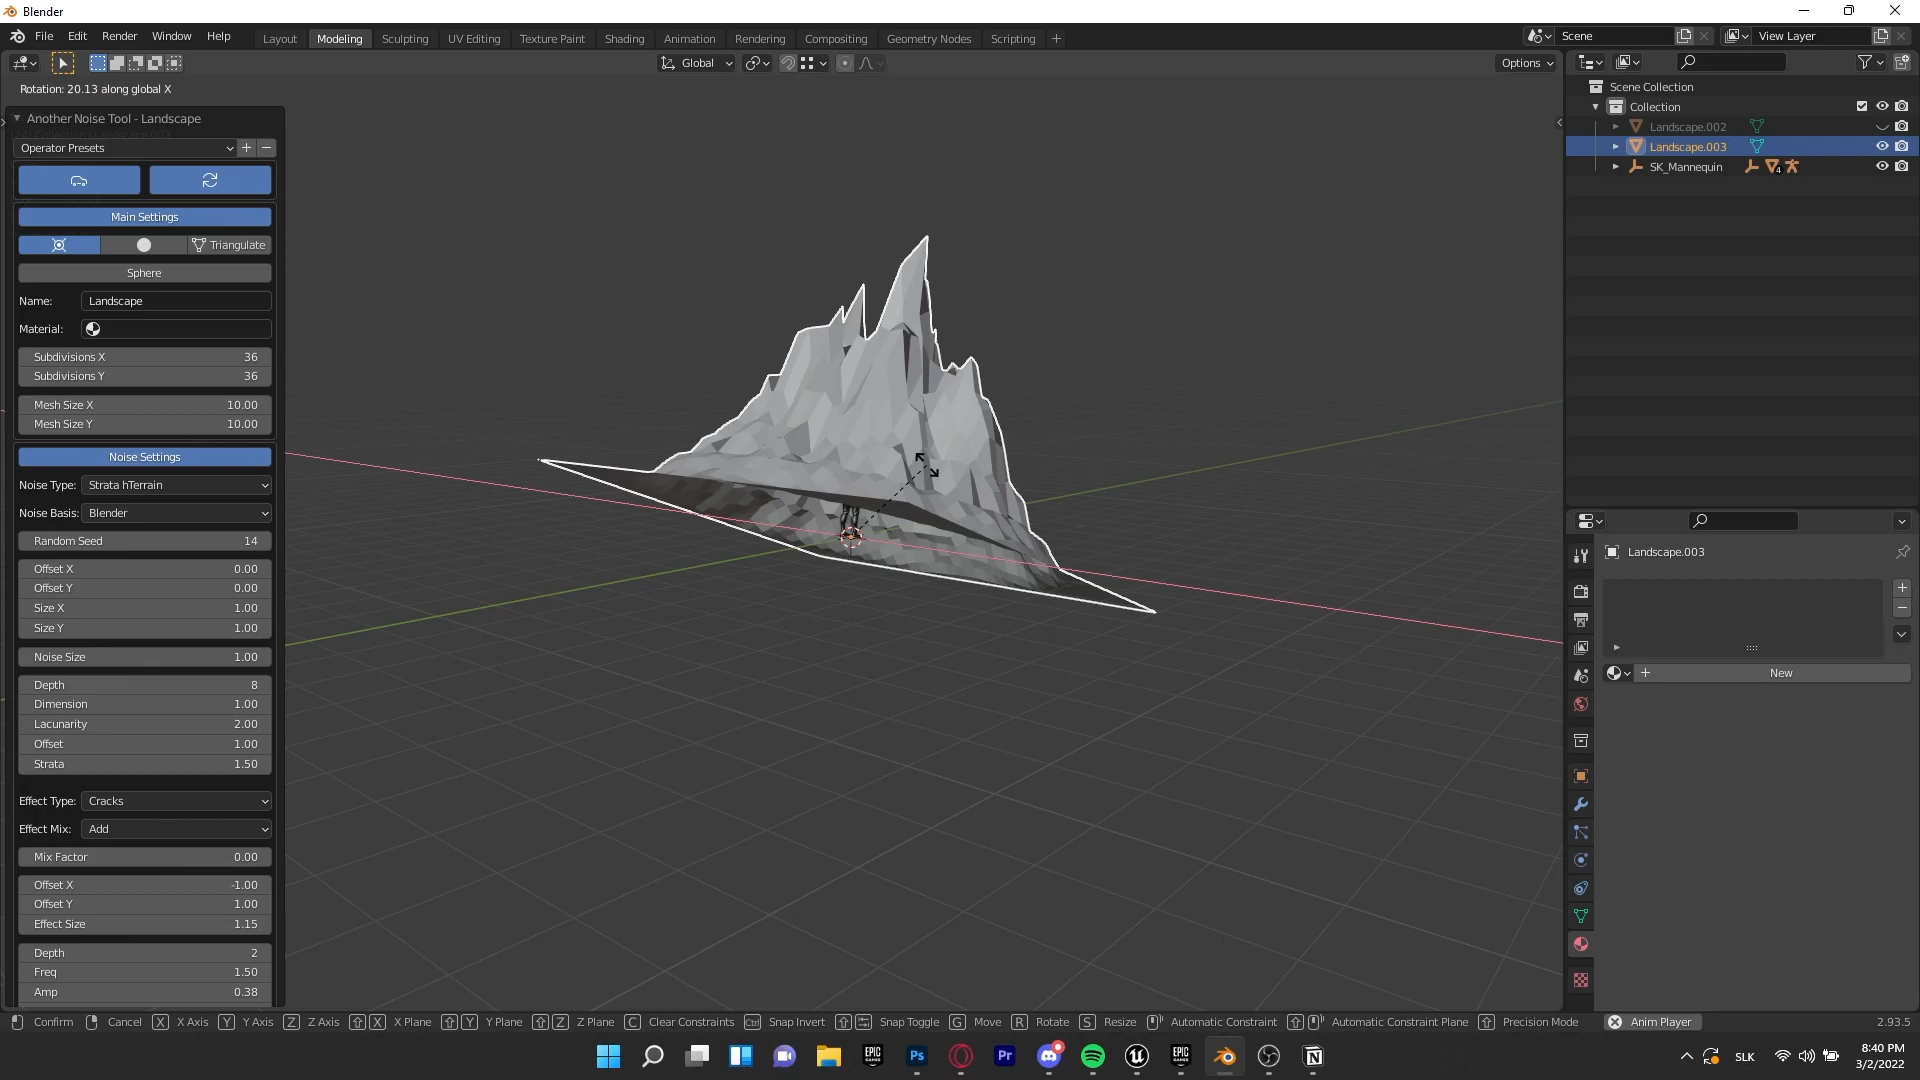 Blender
File Edit Render Window Help
Layout Modeling Sculpting UV Editing Texture Paint Shading Animation Rendering Compositing Geometry Nodes Scripting +
Scene
View Layer
Global
Options
Rotation: 20.13 along global X
Another Noise Tool - Landscape
Operator Presets
Main Settings
Triangulate
Sphere
Name: Landscape
Material:
Subdivisions X 36
Subdivisions Y 36
Mesh Size X 10.00
Mesh Size Y 10.00
Noise Settings
Noise Type: Strata hTerrain
Noise Basis: Blender
Random Seed 14
Offset X 0.00
Offset Y 0.00
Size X 1.00
Size Y 1.00
Noise Size 1.00
Depth 8
Dimension 1.00
Lacunarity 2.00
Offset 1.00
Strata 1.50
Effect Type: Cracks
Effect Mix: Add
Mix Factor 0.00
Offset X -1.00
Offset Y 1.00
Effect Size 1.15
Depth 2
Freq 1.50
Amp 0.38
Scene Collection
Collection
Landscape.002
Landscape.003
SK_Mannequin
4
Landscape.003
New
Confirm Cancel X X Axis Y Y Axis Z Z Axis X X Plane Y Y Plane Z Z Plane C Clear Constraints Ctrl Snap Invert Snap Toggle G Move R Rotate S Resize Automatic Constraint Automatic Constraint Plane Precision Mode Anim Player 2.93.5
EPIC GAMES
Ps
Pr
EPIC GAMES
SLK
8:40 PM
3/2/2022